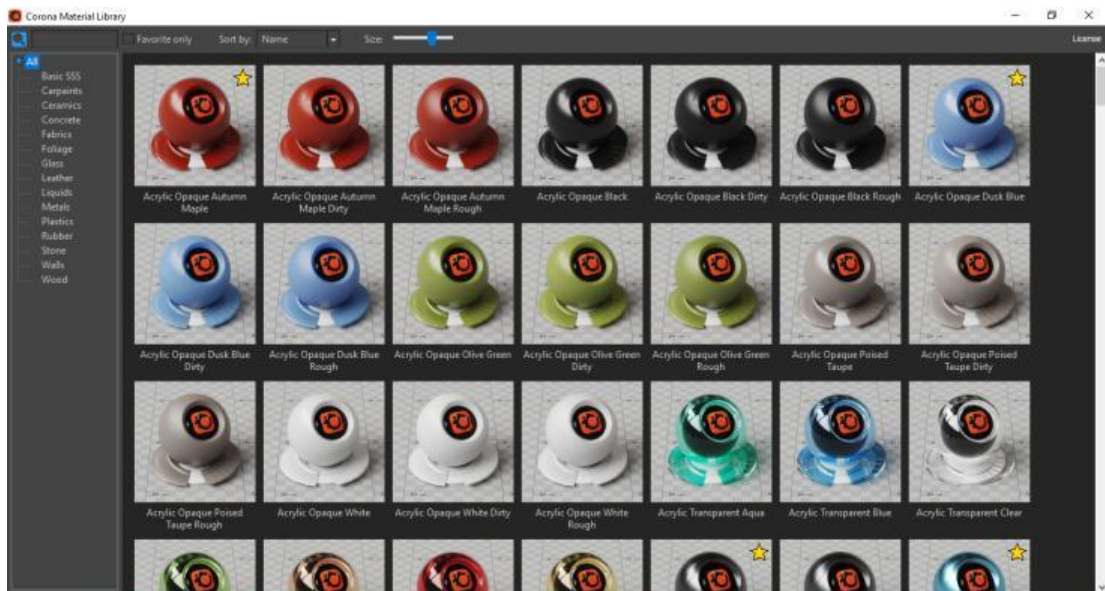 Corona Material Library
Favorite only
Sort by:
Name
Size:
License
All
Basic SSS
Carpaints
Ceramics
Concrete
Fabrics
Foliage
Glass
Leather
Liquids
Metals
Plastics
Rubber
Stone
Walls
Wood
Acrylic Opaque Autumn
Maple
Acrylic Opaque Autumn
Maple Dirty
Acrylic Opaque Autumn
Maple Rough
Acrylic Opaque Black
Acrylic Opaque Black Dirty
Acrylic Opaque Black Rough
Acrylic Opaque Dusk Blue
Acrylic Opaque Dusk Blue
Dirty
Acrylic Opaque Dusk Blue
Rough
Acrylic Opaque Olive Green
Acrylic Opaque Olive Green
Dirty
Acrylic Opaque Olive Green
Rough
Acrylic Opaque Poised
Taupe
Acrylic Opaque Poised
Taupe Dirty
Acrylic Opaque Poised
Taupe Rough
Acrylic Opaque White
Acrylic Opaque White Dirty
Acrylic Opaque White
Rough
Acrylic Transparent Aqua
Acrylic Transparent Blue
Acrylic Transparent Clear